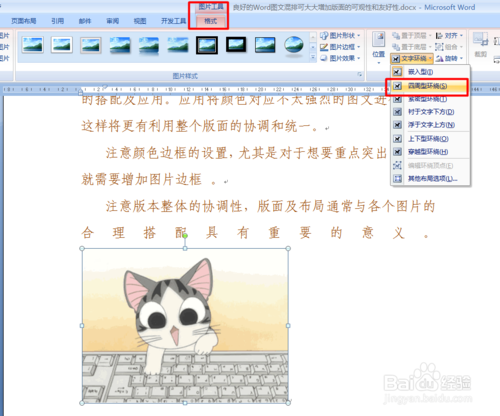 图片工具
良好的Word图文混排可大大增加版面的可观性和友好性.docx - Microsoft Word
页面布局 引用 邮件 审阅 视图 开发工具 格式
图片形状
图片边框
图片效果
图片样式
位置
置于顶层
置于底层
文字环绕
对齐
组合
旋转
裁剪
嵌入型(I)
四周型环绕(S)
紧密型环绕(T)
衬于文字下方(D)
浮于文字上方(N)
上下型环绕(O)
穿越型环绕(H)
编辑环绕顶点(E)
其他布局选项(L)...
的搭配及应用。应用将颜色对应不太强烈的图文进
这样将更有利用整个版面的协调和统一。
注意颜色边框的设置,尤其是对于想要重点突出
就需要增加图片边框 。
注意版本整体的协调性,版面及布局通常与各个图片的
合理搭配具有重要的意义。
Baidu 经验
jingyan.baidu.com